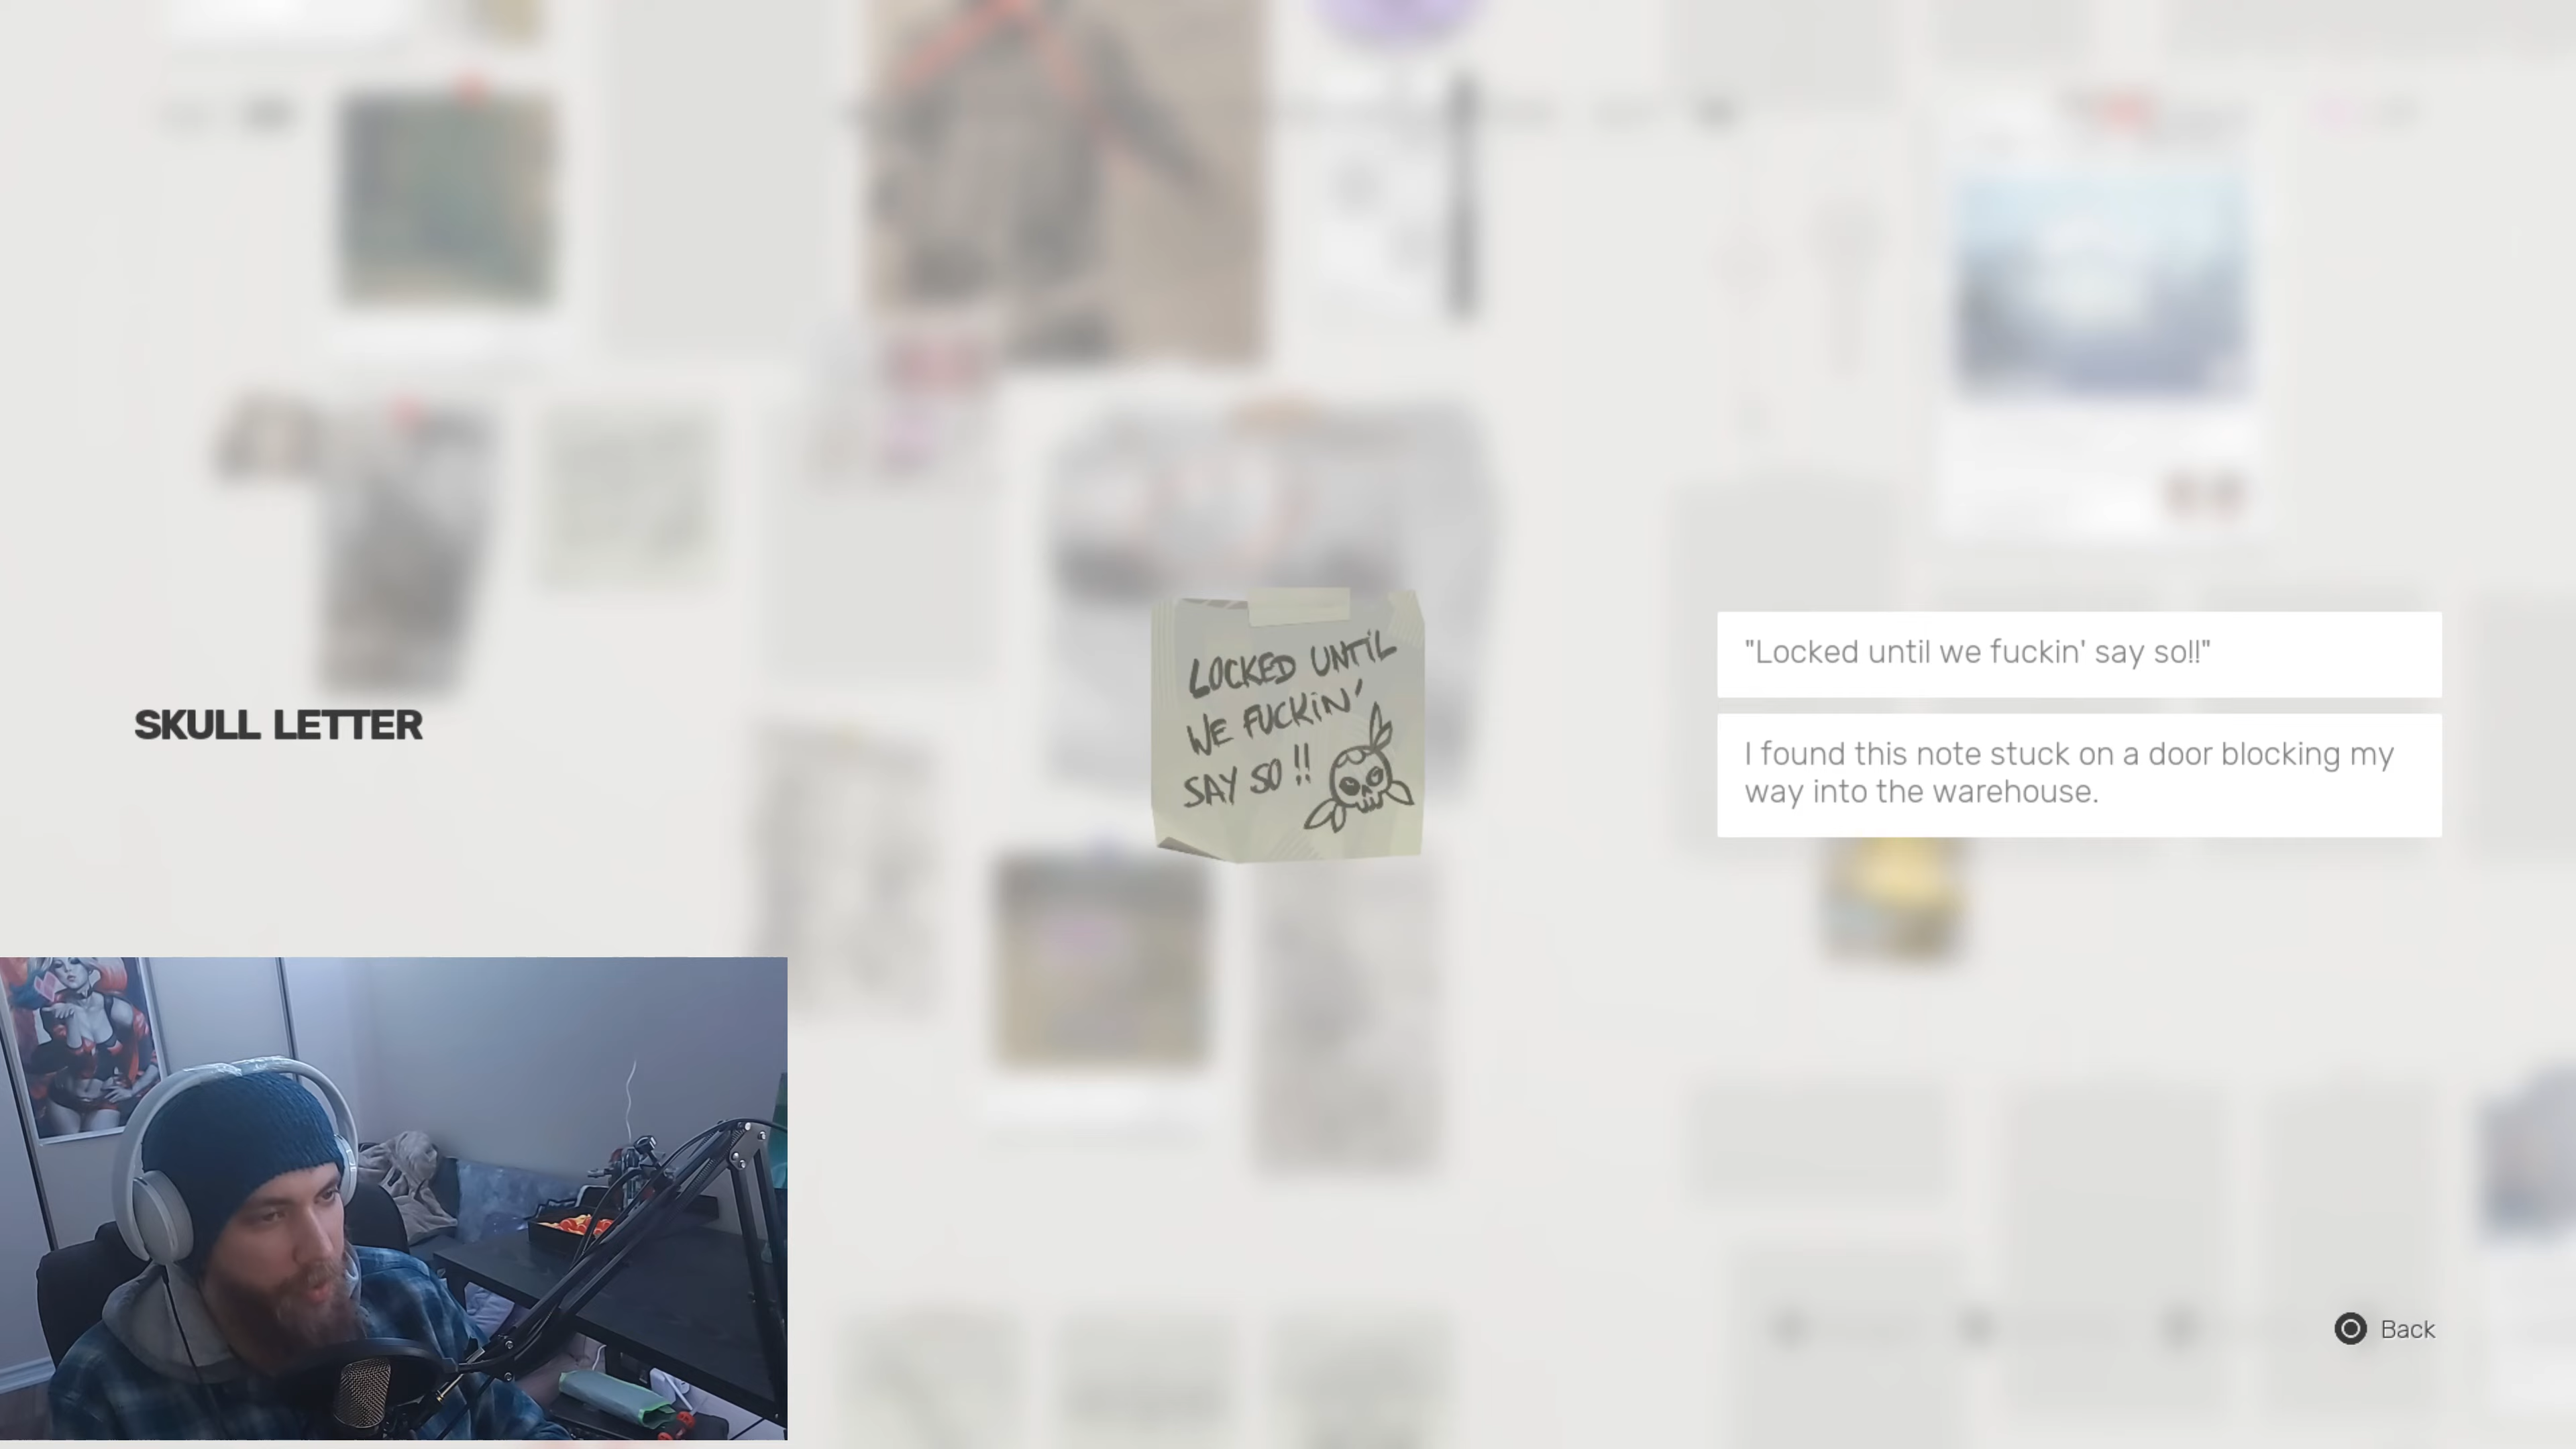 SKULL LETTER
LOCKED UNTIL
WE FUCKIN'
SAY SO !!
"Locked until we fuckin' say so!!"
I found this note stuck on a door blocking my
way into the warehouse.
Back